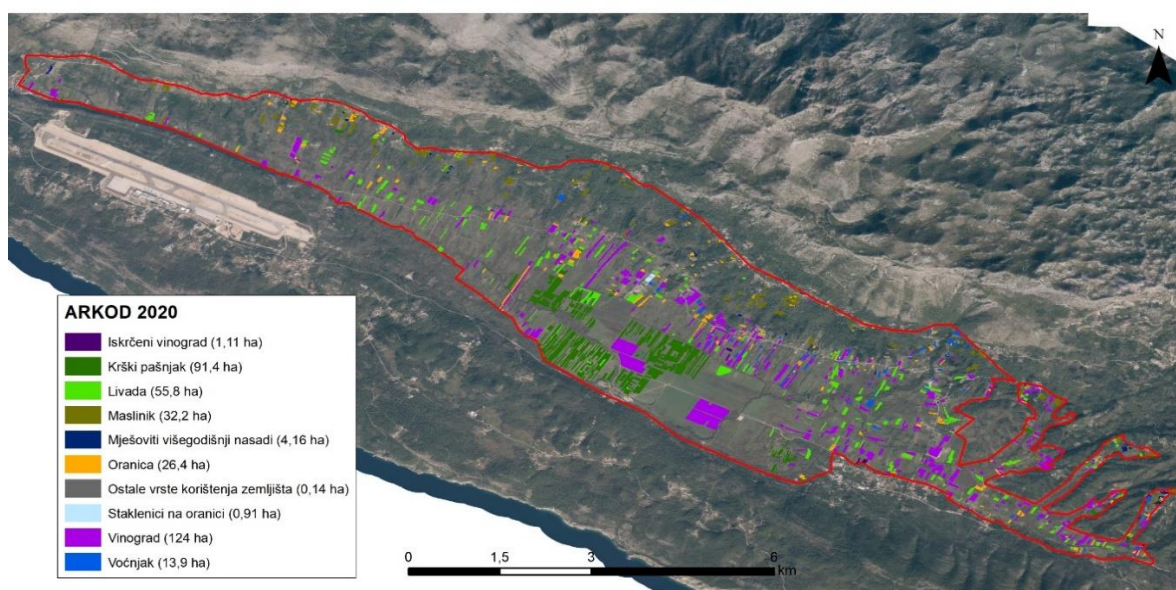 N
ARKOD 2020
Iskrčeni vinograd (1,11 ha)
Krški pašnjak (91,4 ha)
Livada (55,8 ha)
Maslinik (32,2 ha)
Mješoviti višegodišnji nasadi (4,16 ha)
Oranica (26,4 ha)
Ostale vrste korištenja zemljišta (0,14 ha)
Staklenici na oranici (0,91 ha)
Vinograd (124 ha)
Voćnjak (13,9 ha)
0 1,5 3 6
km